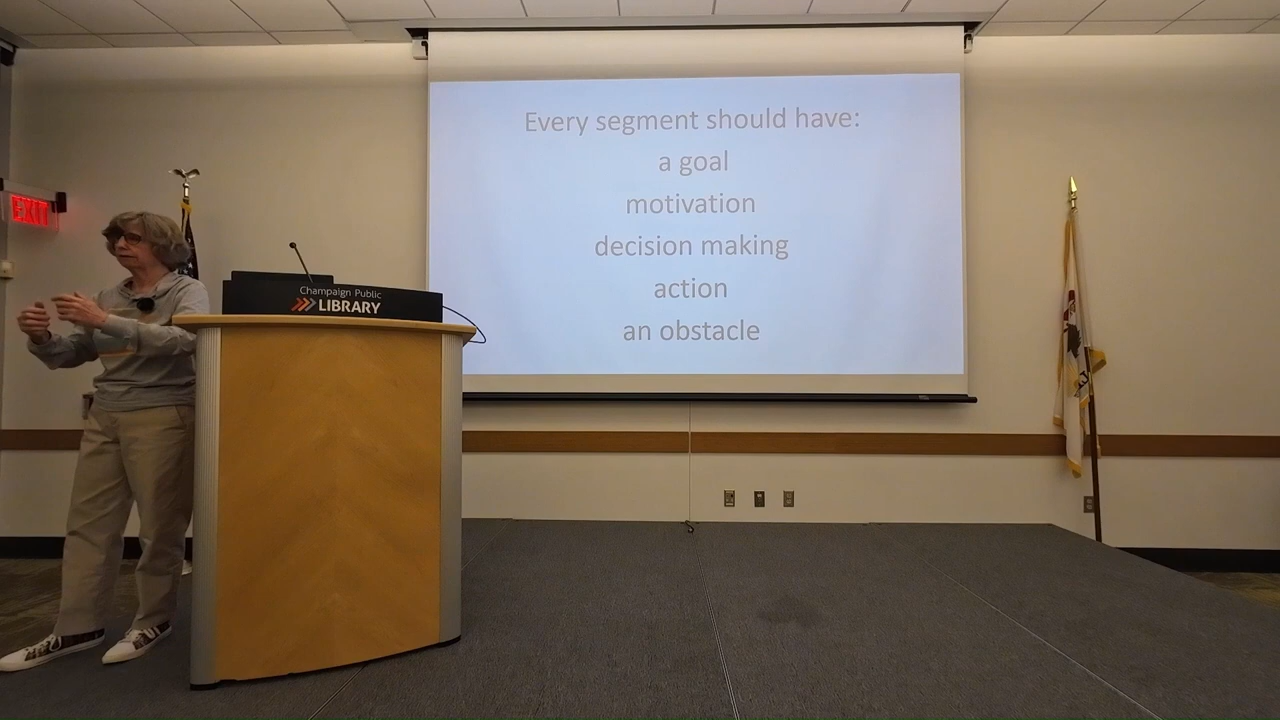 Every segment should have:
a goal
motivation
decision making
action
an obstacle
EXIT
Champaign Public
LIBRARY